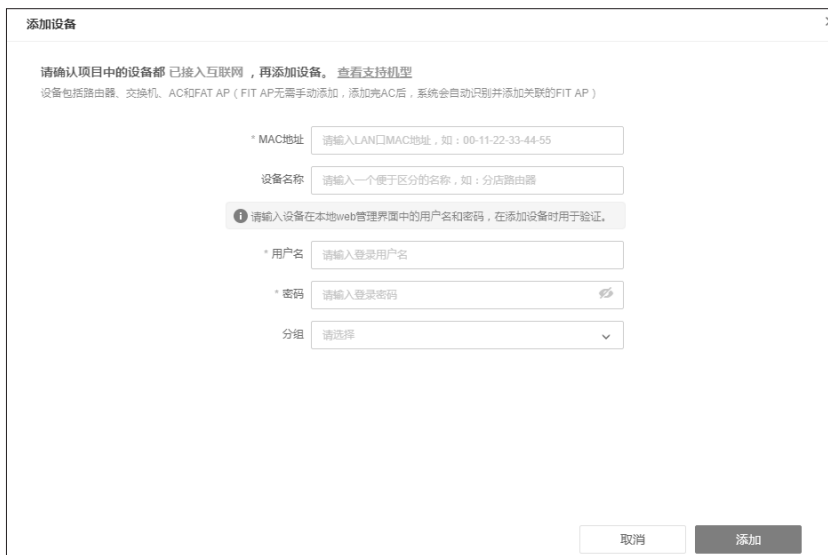 添加设备
请确认项目中的设备都 已接入互联网 ，再添加设备。 查看支持机型
设备包括路由器、交换机、AC和FAT AP（FIT AP无需手动添加，添加完AC后，系统会自动识别并添加关联的FIT AP）
* MAC地址 请输入LAN口MAC地址，如：00-11-22-33-44-55
设备名称 请输入一个便于区分的名称，如：分店路由器
请输入设备在本地web管理界面中的用户名和密码，在添加设备时用于验证。
* 用户名 请输入登录用户名
* 密码 请输入登录密码
分组 请选择
取消 添加